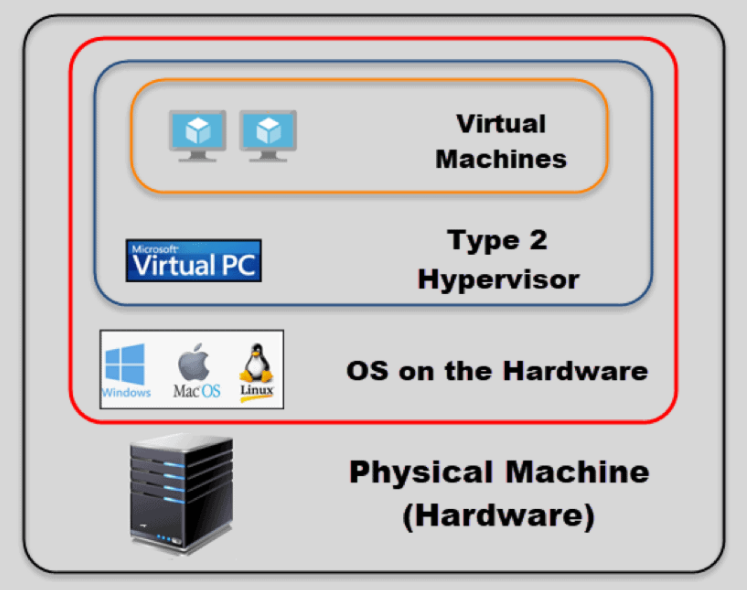 Virtual
Machines
Microsoft
Virtual PC
Type 2
Hypervisor
Windows
Mac OS
Linux
OS on the Hardware
Physical Machine
(Hardware)